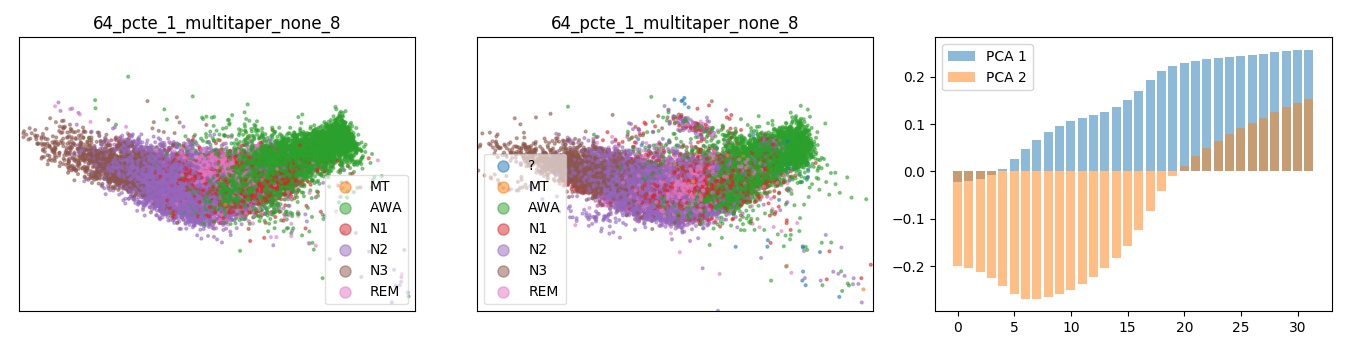 64_pcte_1_multitaper_none_8
MT
AWA
N1
N2
N3
REM
64_pcte_1_multitaper_none_8
?
MT
AWA
N1
N2
N3
REM
PCA 1
PCA 2
0.2
0.1
0.0
−0.1
−0.2
0 5 10 15 20 25 30